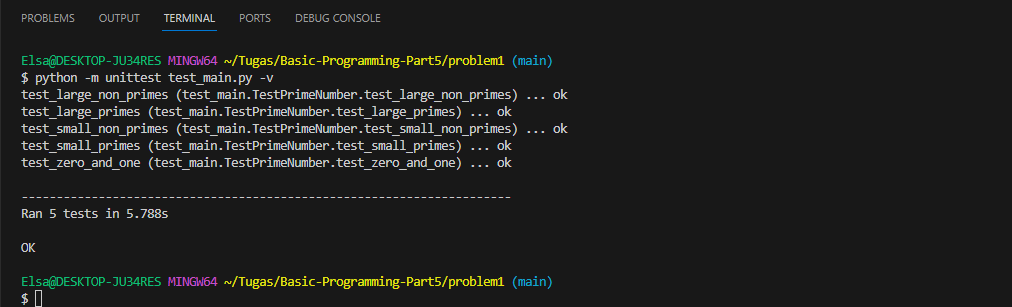 PROBLEMS OUTPUT TERMINAL PORTS DEBUG CONSOLE
Elsa@DESKTOP-JU34RES MINGW64 ~/Tugas/Basic-Programming-Part5/problem1 (main)
$ python -m unittest test_main.py -v
test_large_non_primes (test_main.TestPrimeNumber.test_large_non_primes) ... ok
test_large_primes (test_main.TestPrimeNumber.test_large_primes) ... ok
test_small_non_primes (test_main.TestPrimeNumber.test_small_non_primes) ... ok
test_small_primes (test_main.TestPrimeNumber.test_small_primes) ... ok
test_zero_and_one (test_main.TestPrimeNumber.test_zero_and_one) ... ok
----------------------------------------------------------------------
Ran 5 tests in 5.788s
OK
Elsa@DESKTOP-JU34RES MINGW64 ~/Tugas/Basic-Programming-Part5/problem1 (main)
$